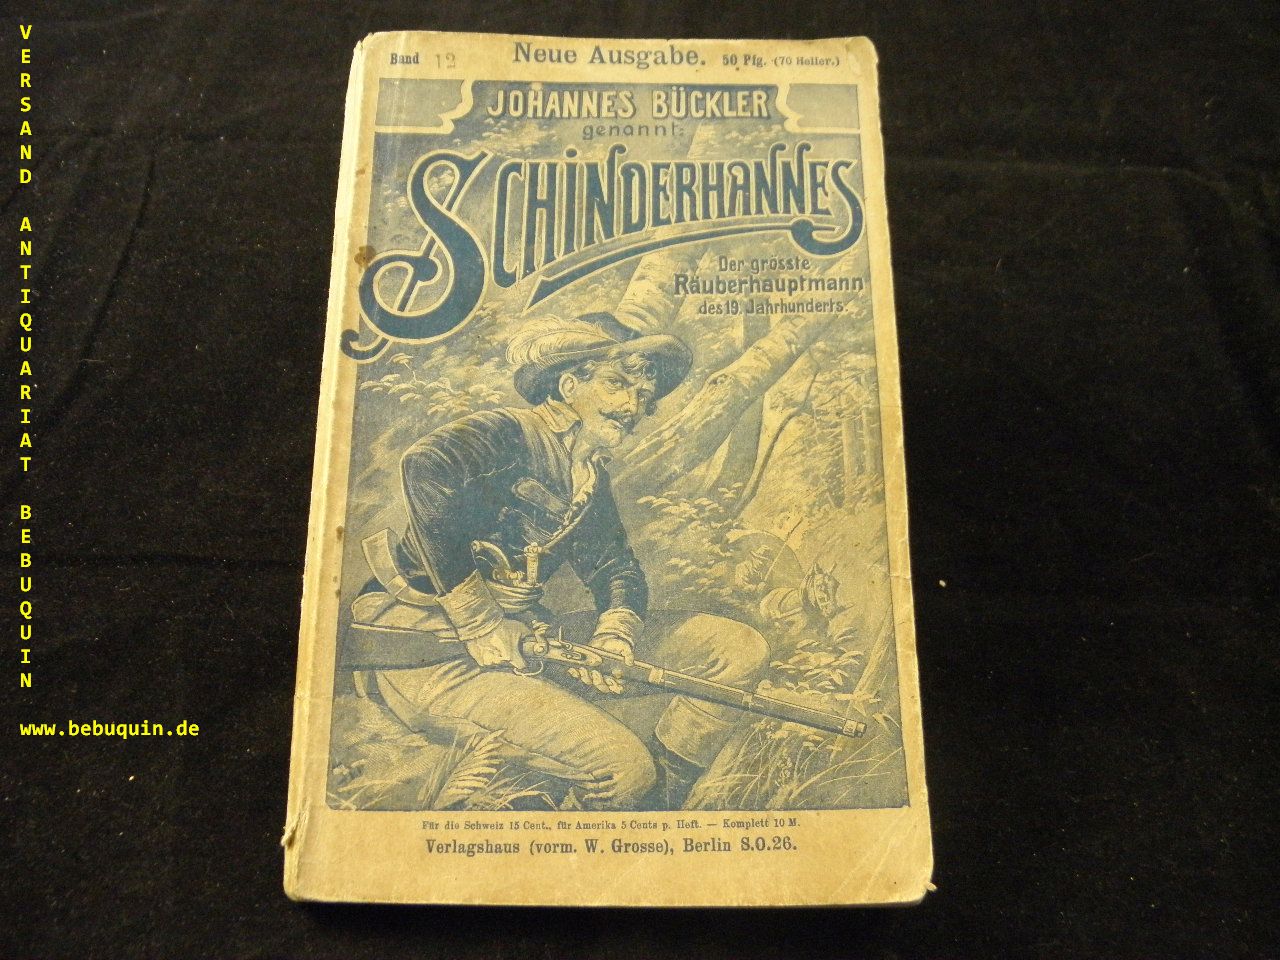 Band 12 Neue Ausgabe. 50 Pfg. (70 Heller.)
JOHANNES BÜCKLER
genannt:
SCHINDERHANNES
Der grösste
Räuberhauptmann
des 19. Jahrhunderts.
Für die Schweiz 15 Cent., für Amerika 5 Cents p. Heft. — Komplett 10 M.
Verlagshaus (vorm. W. Grosse), Berlin S.O.26.
VERSAND ANTIQUARIAT BEBUQUIN
www.bebuquin.de